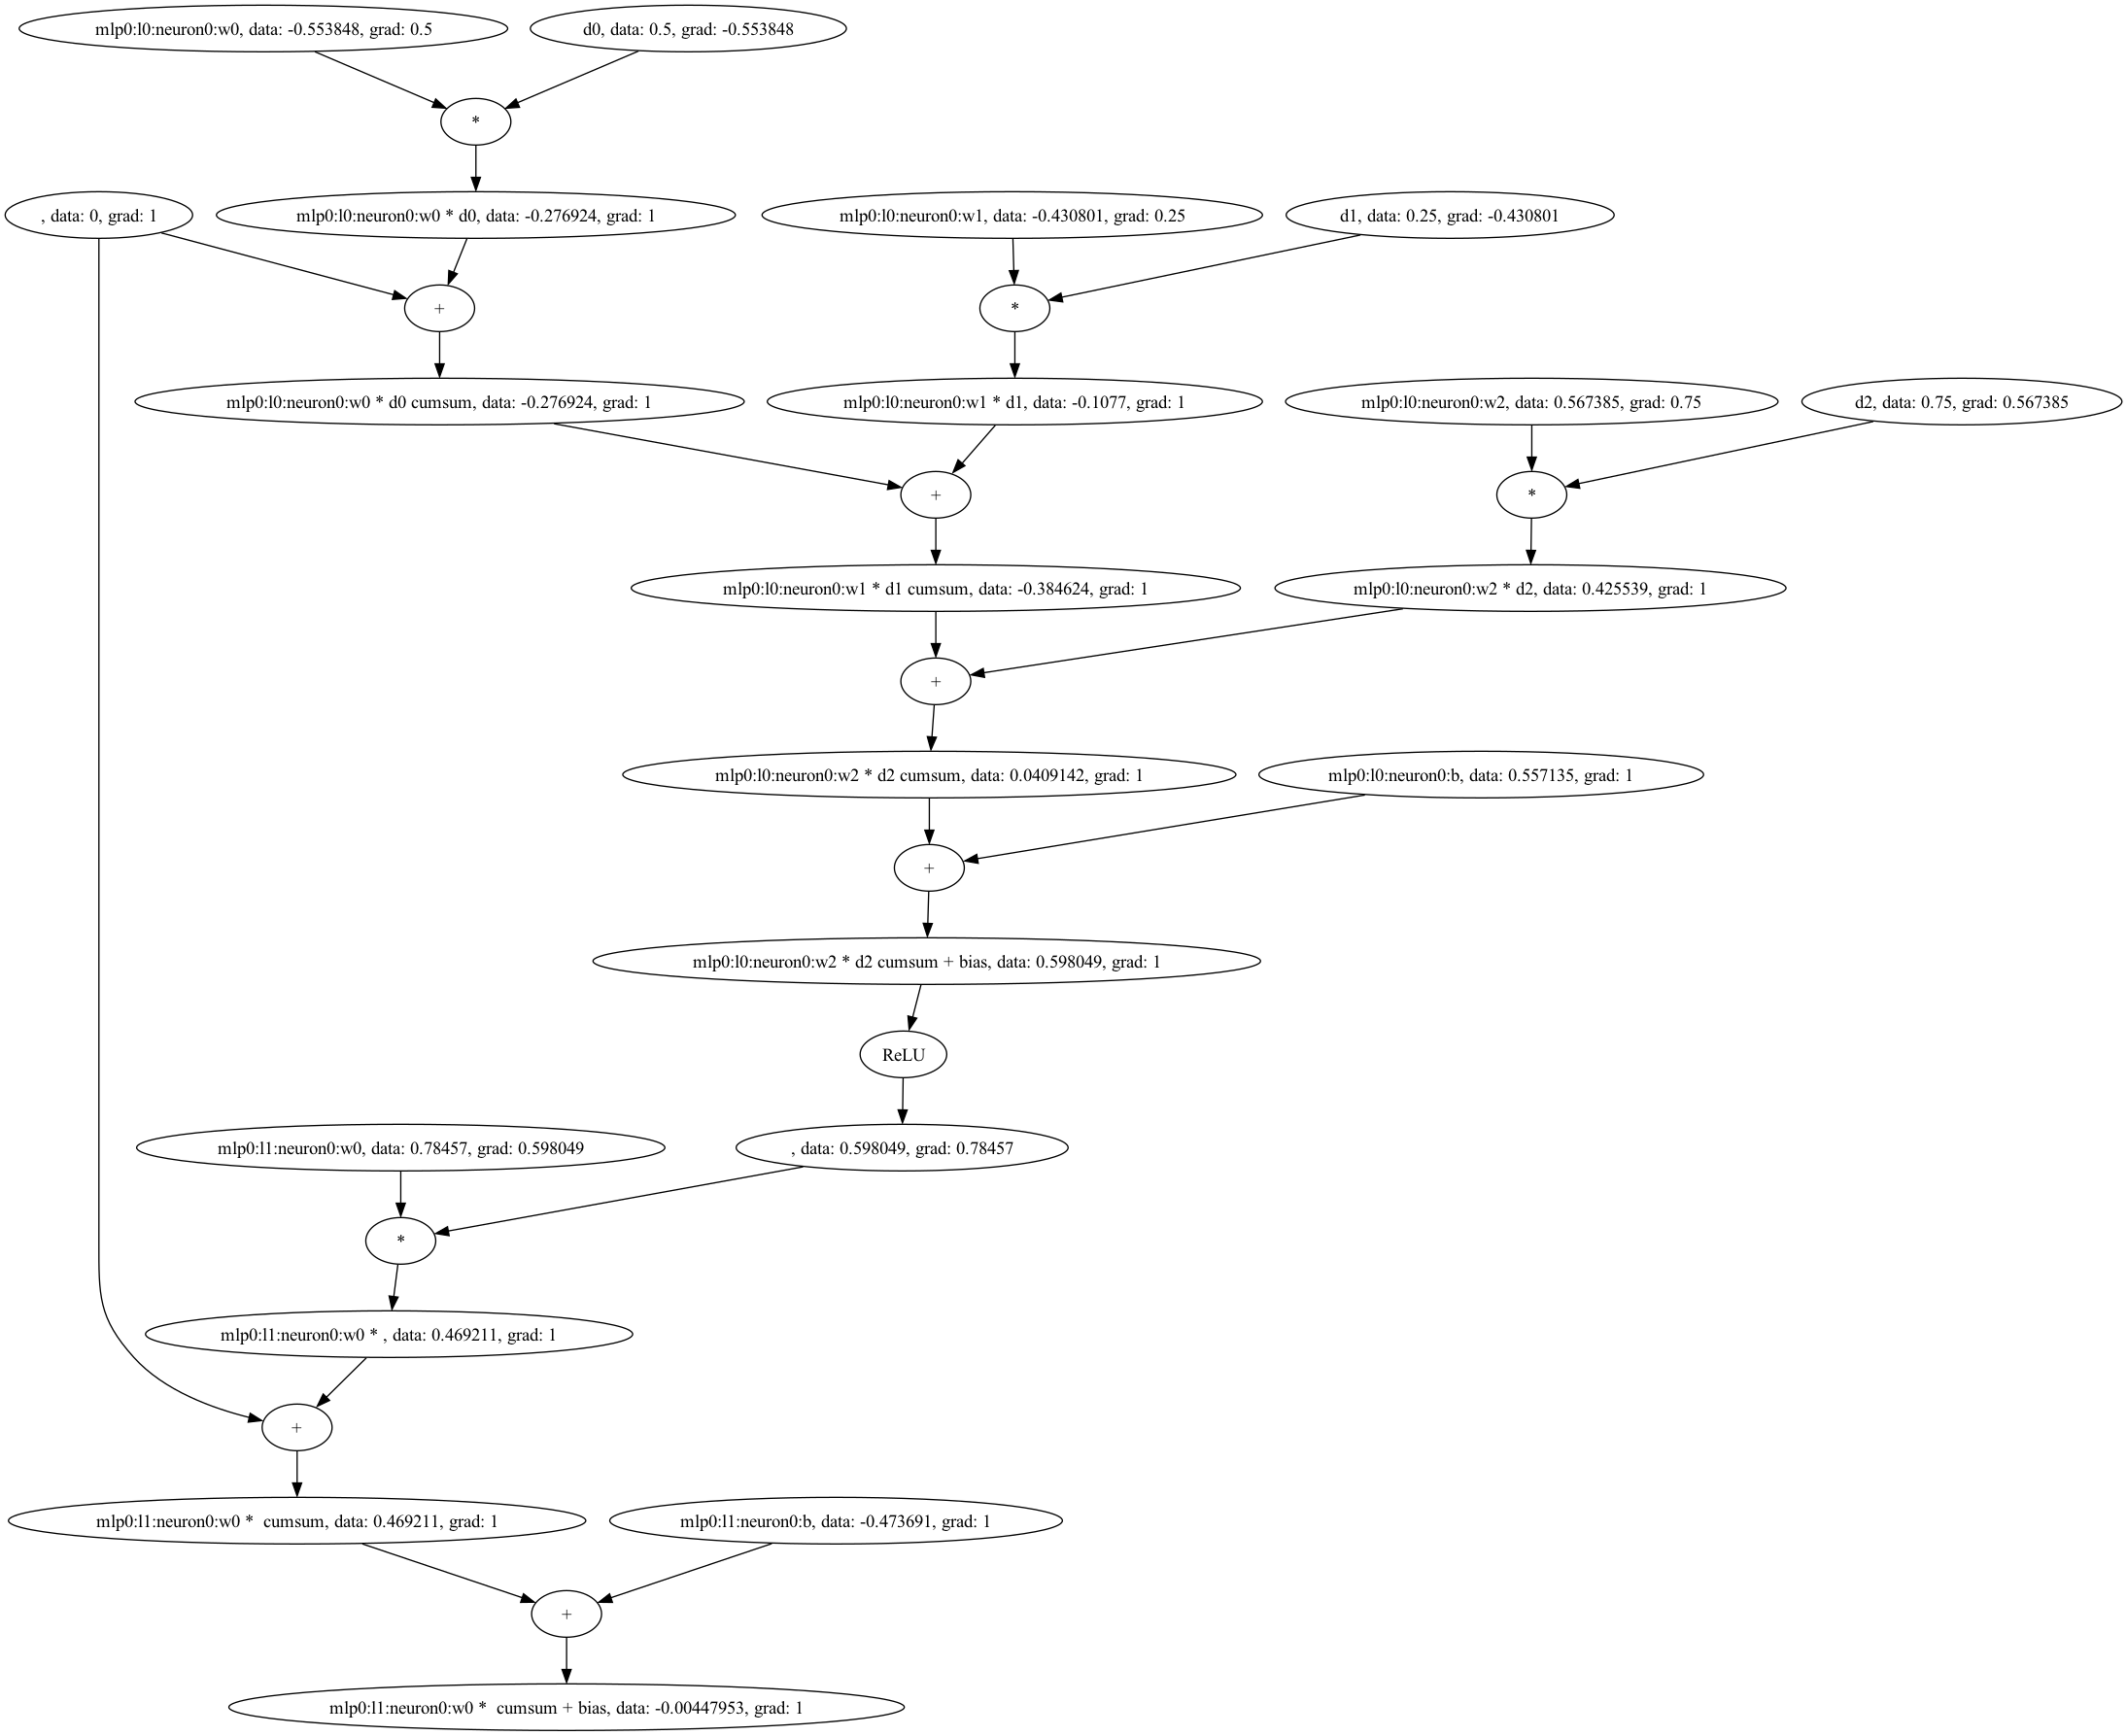 mlp0:l0:neuron0:w0, data: -0.553848, grad: 0.5
d0, data: 0.5, grad: -0.553848
*
, data: 0, grad: 1
mlp0:l0:neuron0:w0 * d0, data: -0.276924, grad: 1
mlp0:l0:neuron0:w1, data: -0.430801, grad: 0.25
d1, data: 0.25, grad: -0.430801
+
*
mlp0:l0:neuron0:w0 * d0 cumsum, data: -0.276924, grad: 1
mlp0:l0:neuron0:w1 * d1, data: -0.1077, grad: 1
mlp0:l0:neuron0:w2, data: 0.567385, grad: 0.75
d2, data: 0.75, grad: 0.567385
+
*
mlp0:l0:neuron0:w1 * d1 cumsum, data: -0.384624, grad: 1
mlp0:l0:neuron0:w2 * d2, data: 0.425539, grad: 1
+
mlp0:l0:neuron0:w2 * d2 cumsum, data: 0.0409142, grad: 1
mlp0:l0:neuron0:b, data: 0.557135, grad: 1
+
mlp0:l0:neuron0:w2 * d2 cumsum + bias, data: 0.598049, grad: 1
ReLU
mlp0:l1:neuron0:w0, data: 0.78457, grad: 0.598049
, data: 0.598049, grad: 0.78457
*
mlp0:l1:neuron0:w0 * , data: 0.469211, grad: 1
+
mlp0:l1:neuron0:w0 *  cumsum, data: 0.469211, grad: 1
mlp0:l1:neuron0:b, data: -0.473691, grad: 1
+
mlp0:l1:neuron0:w0 *  cumsum + bias, data: -0.00447953, grad: 1